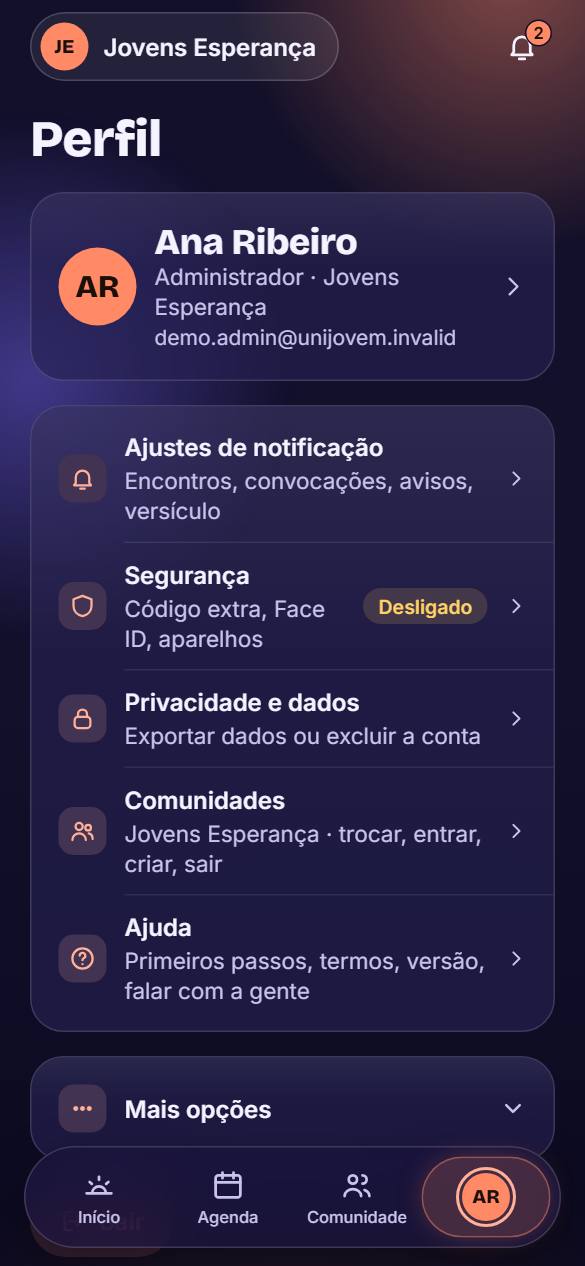 JE
Jovens Esperança
2
Perfil
AR
Ana Ribeiro
Administrador · Jovens
Esperança
demo.admin@unijovem.invalid
Ajustes de notificação
Encontros, convocações, avisos,
versículo
Segurança
Código extra, Face
ID, aparelhos
Desligado
Privacidade e dados
Exportar dados ou excluir a conta
Comunidades
Jovens Esperança · trocar, entrar,
criar, sair
Ajuda
Primeiros passos, termos, versão,
falar com a gente
Mais opções
Início
Agenda
Comunidade
AR